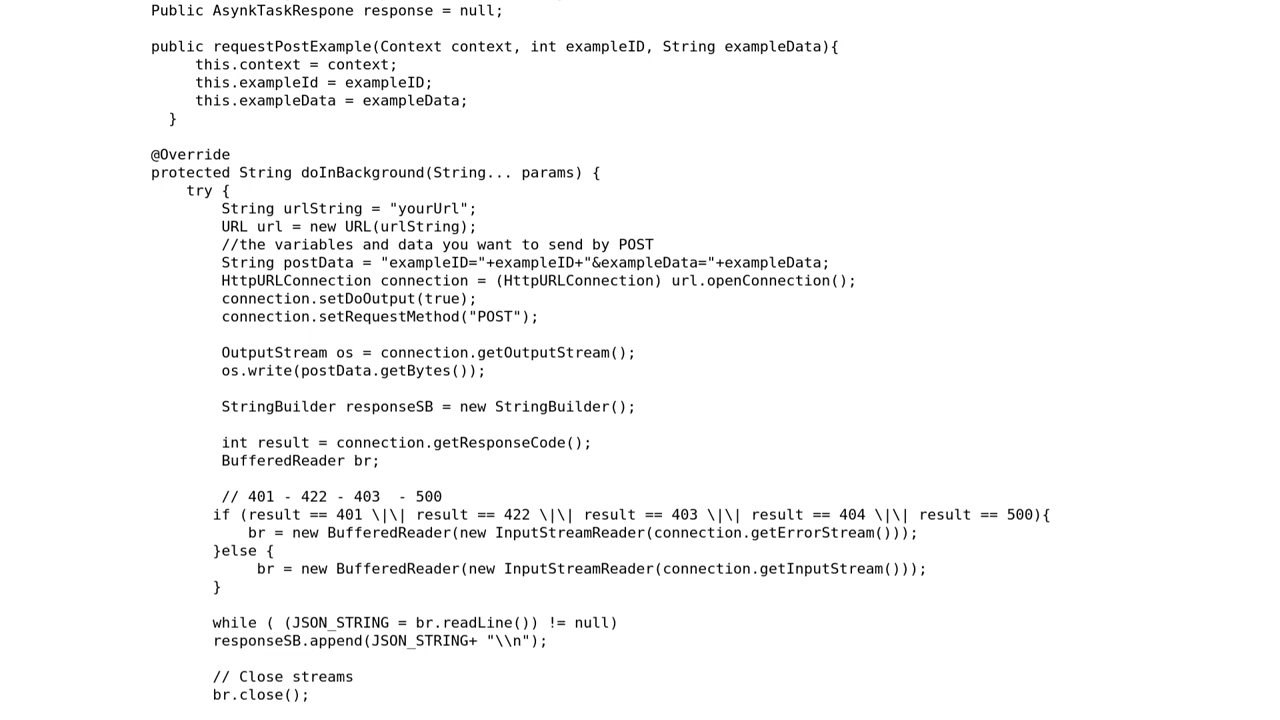 Public AsynkTaskRespone response = null;
public requestPostExample(Context context, int exampleID, String exampleData){
this.context = context;
this.exampleId = exampleID;
this.exampleData = exampleData;
}
@Override
protected String doInBackground(String... params) {
try {
String urlString = "yourUrl";
URL url = new URL(urlString);
//the variables and data you want to send by POST
String postData = "exampleID="+exampleID+"&exampleData="+exampleData;
HttpURLConnection connection = (HttpURLConnection) url.openConnection();
connection.setDoOutput(true);
connection.setRequestMethod("POST");
OutputStream os = connection.getOutputStream();
os.write(postData.getBytes());
StringBuilder responseSB = new StringBuilder();
int result = connection.getResponseCode();
BufferedReader br;
// 401 - 422 - 403  - 500
if (result == 401 \|\| result == 422 \|\| result == 403 \|\| result == 404 \|\| result == 500){
br = new BufferedReader(new InputStreamReader(connection.getErrorStream()));
}else {
br = new BufferedReader(new InputStreamReader(connection.getInputStream()));
}
while ( (JSON_STRING = br.readLine()) != null)
responseSB.append(JSON_STRING+ "\\n");
// Close streams
br.close();